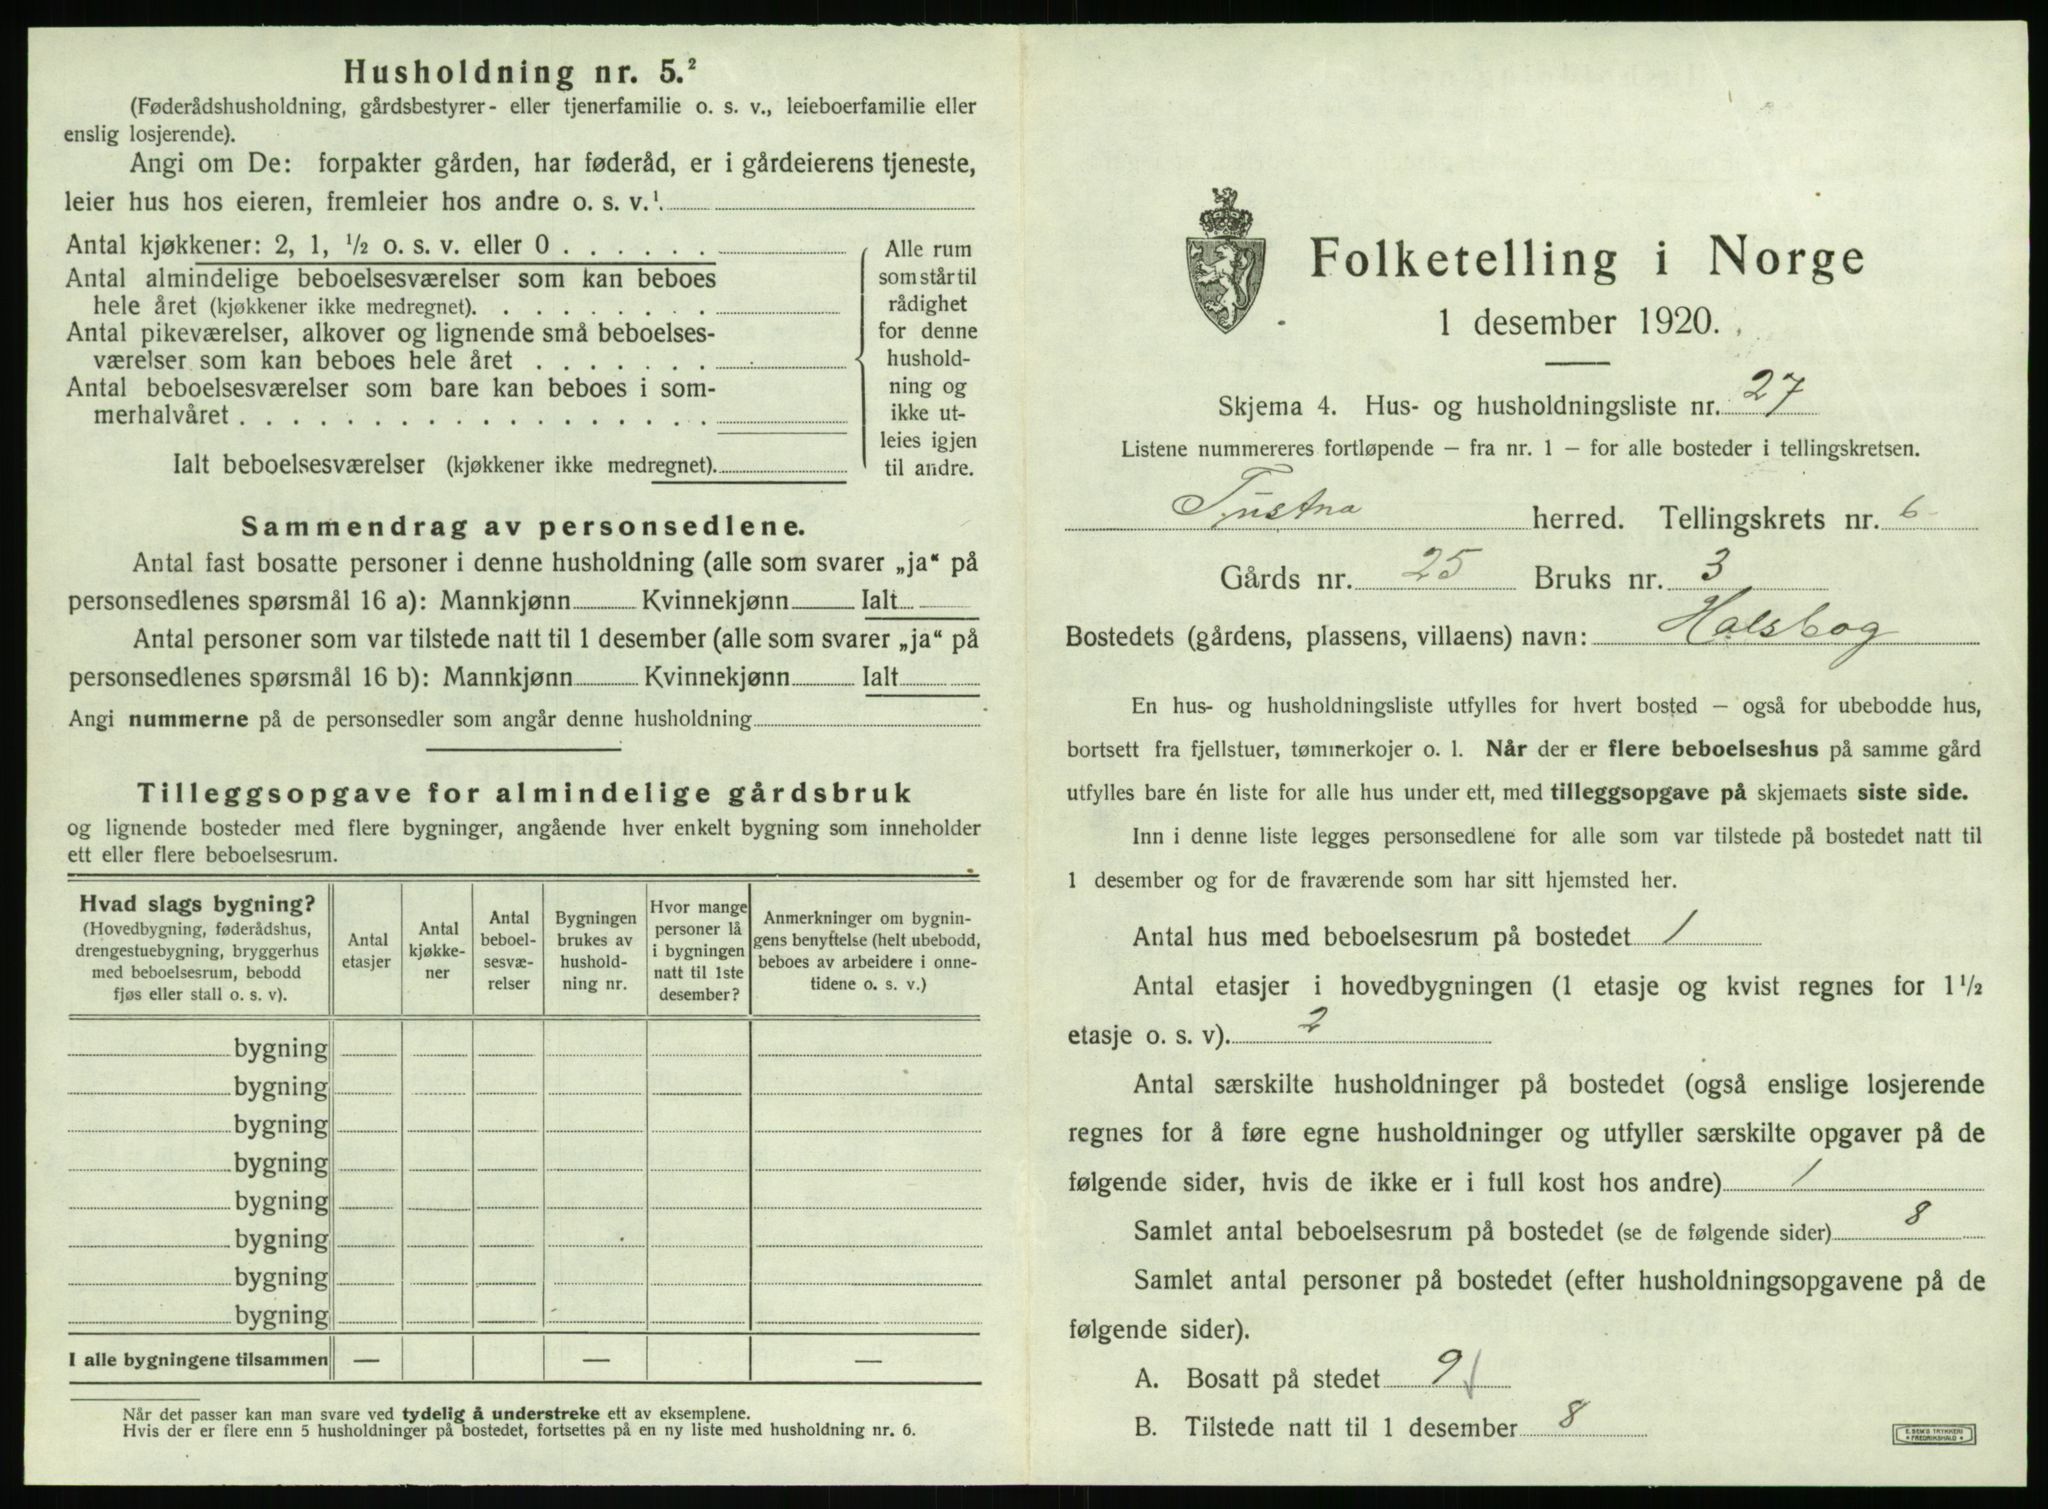 Husholdning nr. 5.²
(Føderådshusholdning, gårdsbestyrer- eller tjenerfamilie o. s. v., leieboerfamilie eller
enslig losjerende).
Angi om De: forpakter gården, har føderåd, er i gårdeierens tjeneste,
leier hus hos eieren, fremleier hos andre o. s. v.¹.
Antal kjøkkener: 2, 1, ½ o. s. v. eller 0 . . . . . .
Antal almindelige beboelsesværelser som kan beboes
hele året (kjøkkener ikke medregnet). . . . . . . . .
Antal pikeværelser, alkover og lignende små beboelses-
værelser som kan beboes hele året . . . . . . .
Antal beboelsesværelser som bare kan beboes i som-
merhalvåret . . . . . . . . . . . . . . . . . .
Ialt beboelsesværelser (kjøkkener ikke medregnet).
Alle rum
som står til
rådighet
for denne
hushold-
ning og
ikke ut-
leies igjen
til andre.
Sammendrag av personsedlene.
Antal fast bosatte personer i denne husholdning (alle som svarer „ja“ på
personsedlenes spørsmål 16 a): Mannkjønn Kvinnekjønn Ialt
Antal personer som var tilstede natt til 1 desember (alle som svarer „ja“ på
personsedlenes spørsmål 16 b): Mannkjønn Kvinnekjønn Ialt
Angi nummerne på de personsedler som angår denne husholdning
Tilleggsopgave for almindelige gårdsbruk
og lignende bosteder med flere bygninger, angående hver enkelt bygning som inneholder
ett eller flere beboelsesrum.
Hvad slags bygning?
(Hovedbygning, føderådshus,
drengestuebygning, bryggerhus
med beboelsesrum, bebodd
fjøs eller stall o. s. v).
Antal
etasjer
Antal
kjøkke-
ner
Antal
beboel-
sesvæ-
relser
Bygningen
brukes av
hushold-
ning nr.
Hvor mange
personer lå
i bygningen
natt til 1ste
desember?
Anmerkninger om bygnin-
gens benyttelse (helt ubebodd,
beboes av arbeidere i onne-
tidene o. s. v.)
bygning
bygning
bygning
bygning
bygning
bygning
bygning
bygning
I alle bygningene tilsammen — — —
Når det passer kan man svare ved tydelig å understreke ett av eksemplene.
Hvis der er flere enn 5 husholdninger på bostedet, fortsettes på en ny liste med husholdning nr. 6.
Folketelling i Norge
1 desember 1920.
Skjema 4. Hus- og husholdningsliste nr. 27
Listene nummereres fortløpende – fra nr. 1 – for alle bosteder i tellingskretsen.
Tustna herred. Tellingskrets nr. 6
Gårds nr. 25 Bruks nr. 3
Bostedets (gårdens, plassens, villaens) navn: Halsbog
En hus- og husholdningsliste utfylles for hvert bosted – også for ubebodde hus,
bortsett fra fjellstuer, tømmerkojer o. l. Når der er flere beboelseshus på samme gård
utfylles bare én liste for alle hus under ett, med tilleggsopgave på skjemaets siste side.
Inn i denne liste legges personsedlene for alle som var tilstede på bostedet natt til
1 desember og for de fraværende som har sitt hjemsted her.
Antal hus med beboelsesrum på bostedet 1
Antal etasjer i hovedbygningen (1 etasje og kvist regnes for 1½
etasje o. s. v). 2
Antal særskilte husholdninger på bostedet (også enslige losjerende
regnes for å føre egne husholdninger og utfyller særskilte opgaver på de
følgende sider, hvis de ikke er i full kost hos andre) 1
Samlet antal beboelsesrum på bostedet (se de følgende sider) 8
Samlet antal personer på bostedet (efter husholdningsopgavene på de
følgende sider).
A. Bosatt på stedet 9
B. Tilstede natt til 1 desember 8
E. SEM'S TRYKKERI
FREDRIKSHALD